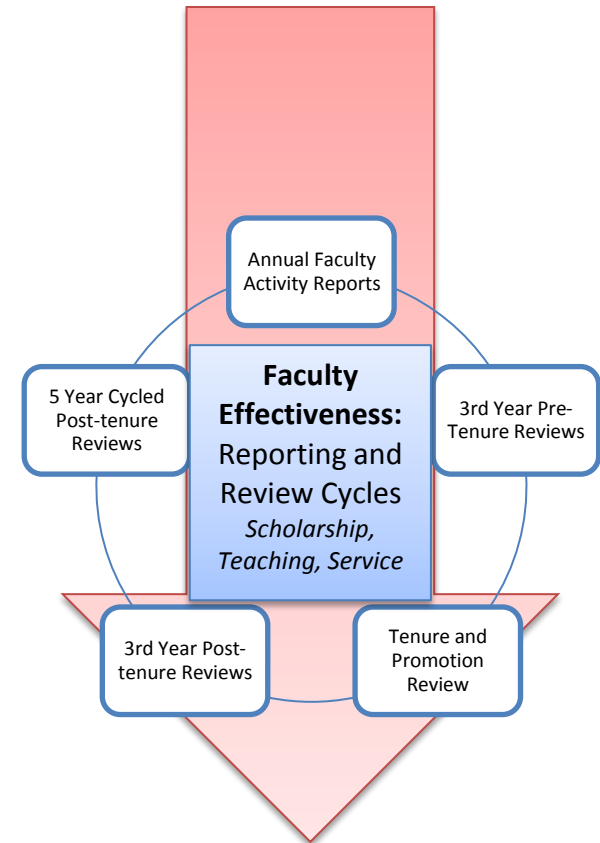 Annual Faculty
Activity Reports
5 Year Cycled
Post-tenure
Reviews
Faculty
Effectiveness:
Reporting and
Review Cycles
Scholarship,
Teaching, Service
3rd Year Pre-
Tenure Reviews
3rd Year Post-
tenure Reviews
Tenure and
Promotion
Review